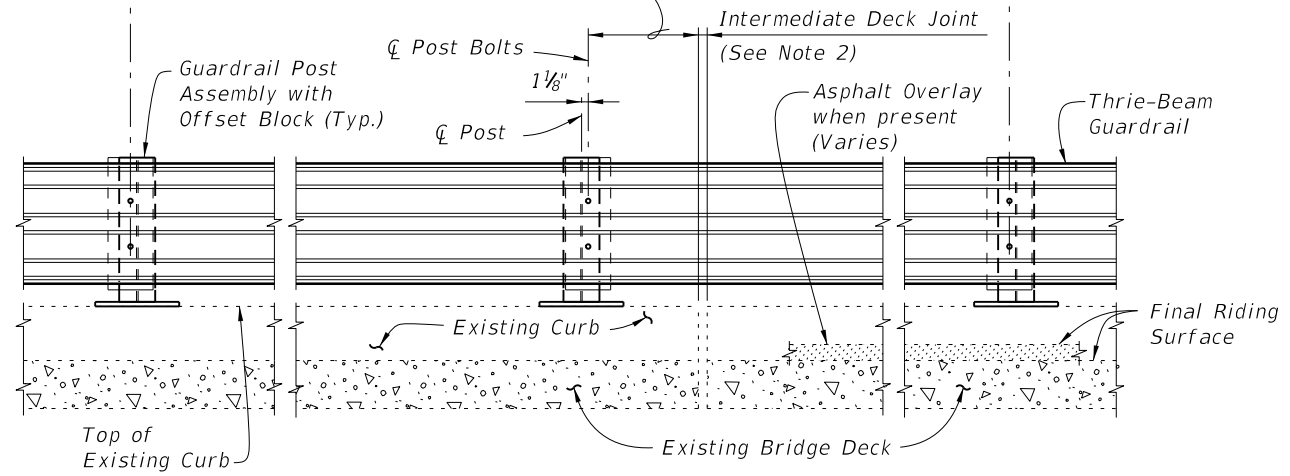 Intermediate Deck Joint
(See Note 2)
℄ Post Bolts
1⅛"
℄ Post
Guardrail Post
Assembly with
Offset Block (Typ.)
Asphalt Overlay
when present
(Varies)
Thrie-Beam
Guardrail
Existing Curb
Final Riding
Surface
Top of
Existing Curb
Existing Bridge Deck